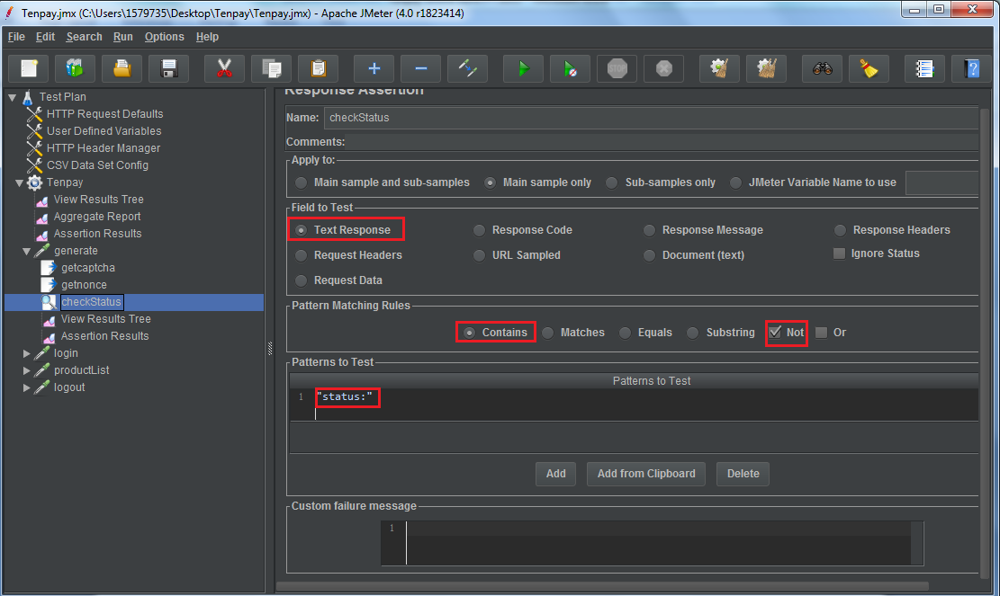 Tenpay.jmx (C:\Users\1579735\Desktop\Tenpay\Tenpay.jmx) - Apache JMeter (4.0 r1823414)
File Edit Search Run Options Help
STOP
Test Plan
HTTP Request Defaults
User Defined Variables
HTTP Header Manager
CSV Data Set Config
Tenpay
View Results Tree
Aggregate Report
Assertion Results
generate
getcaptcha
getnonce
checkStatus
View Results Tree
Assertion Results
login
productList
logout
Response Assertion
Name: checkStatus
Comments:
Apply to:
Main sample and sub-samples Main sample only Sub-samples only JMeter Variable Name to use
Field to Test
Text Response Response Code Response Message Response Headers
Request Headers URL Sampled Document (text) Ignore Status
Request Data
Pattern Matching Rules
Contains Matches Equals Substring Not Or
Patterns to Test
Patterns to Test
1 "status:"
Add Add from Clipboard Delete
Custom failure message
1